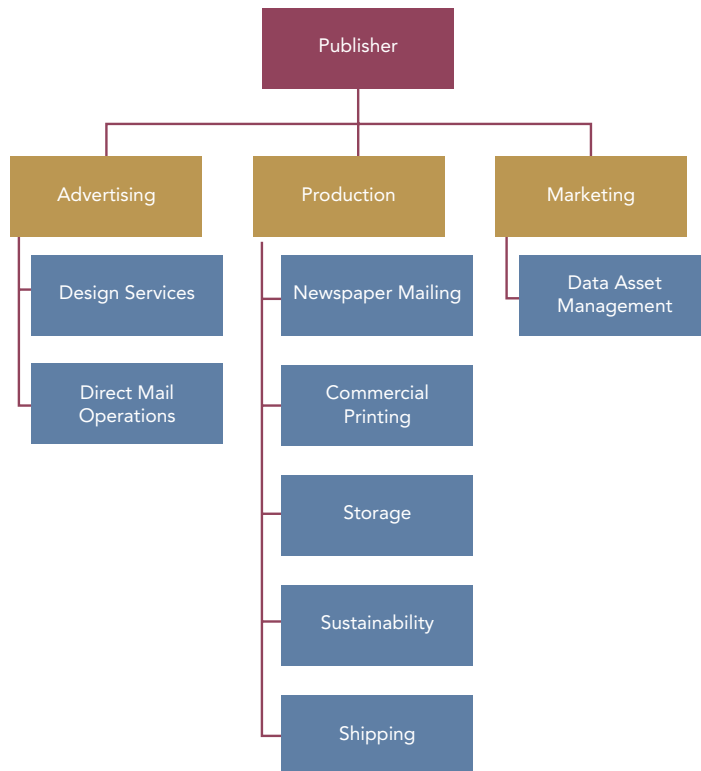 Publisher
Advertising
Production
Marketing
Design Services
Newspaper Mailing
Data Asset
Management
Direct Mail
Operations
Commercial
Printing
Storage
Sustainability
Shipping